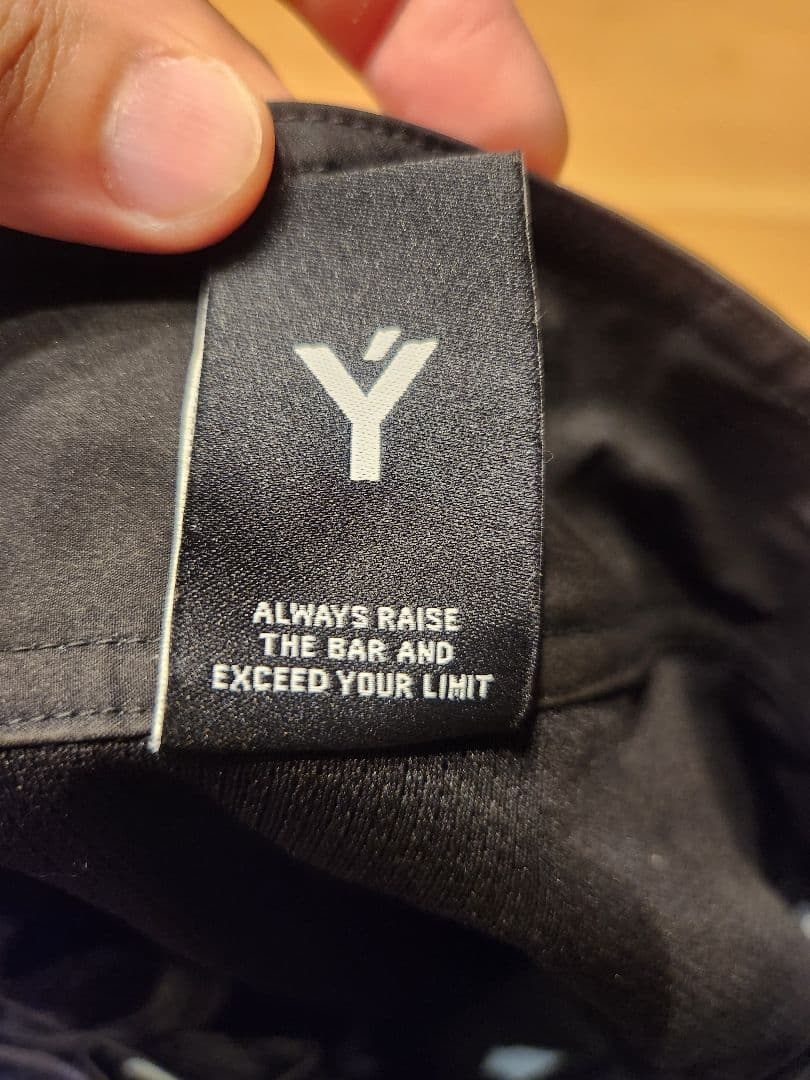 Ý
ALWAYS RAISE
THE BAR AND
EXCEED YOUR LIMIT